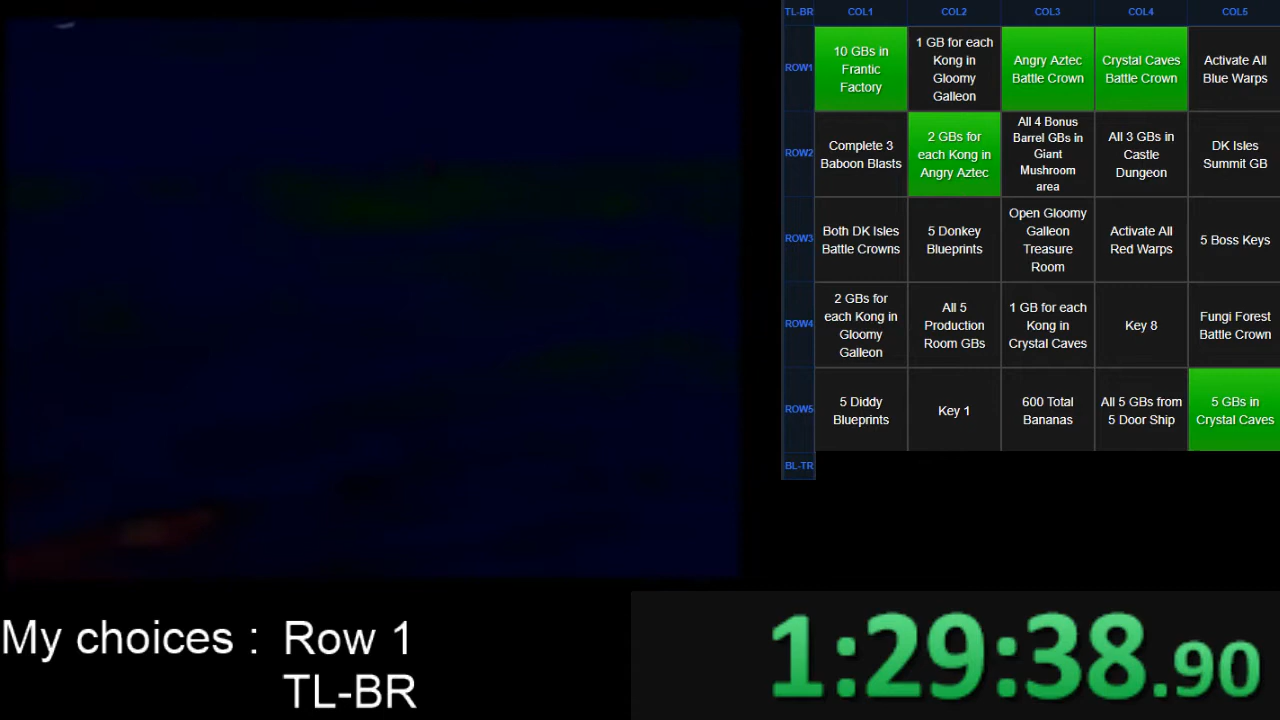 TL-BR COL1 COL2 COL3 COL4 COL5
ROW1
10 GBs in
Frantic
Factory
1 GB for each
Kong in
Gloomy
Galleon
Angry Aztec
Battle Crown
Crystal Caves
Battle Crown
Activate All
Blue Warps
ROW2
Complete 3
Baboon Blasts
2 GBs for
each Kong in
Angry Aztec
All 4 Bonus
Barrel GBs in
Giant
Mushroom
area
All 3 GBs in
Castle
Dungeon
DK Isles
Summit GB
ROW3
Both DK Isles
Battle Crowns
5 Donkey
Blueprints
Open Gloomy
Galleon
Treasure
Room
Activate All
Red Warps
5 Boss Keys
ROW4
2 GBs for
each Kong in
Gloomy
Galleon
All 5
Production
Room GBs
1 GB for each
Kong in
Crystal Caves
Key 8
Fungi Forest
Battle Crown
ROW5
5 Diddy
Blueprints
Key 1
600 Total
Bananas
All 5 GBs from
5 Door Ship
5 GBs in
Crystal Caves
BL-TR
My choices : Row 1
TL-BR
1:29:38.90